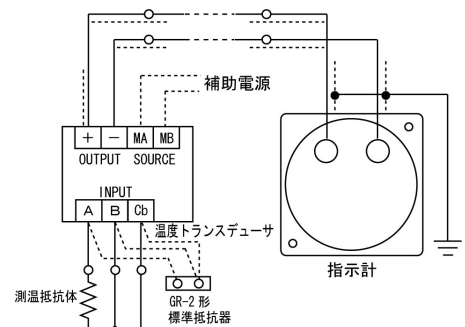 補助電源
+ − MA MB
OUTPUT SOURCE
INPUT
A B Cb
温度トランスデューサ
指示計
測温抵抗体
GR-2 形
標準抵抗器